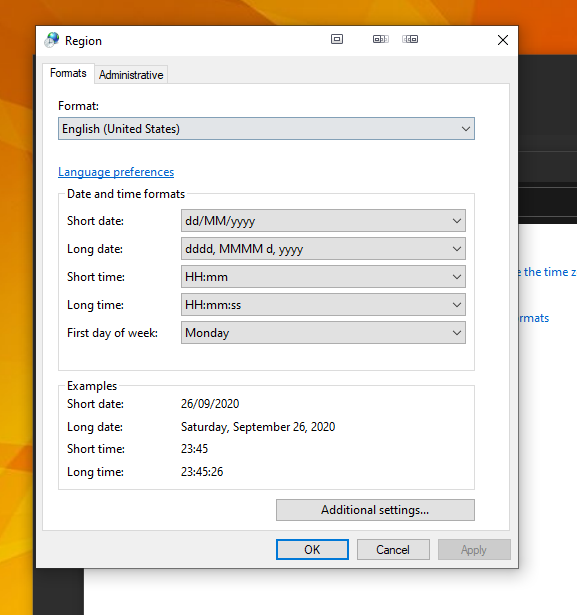 Region
Formats
Administrative
Format:
English (United States)
Language preferences
Date and time formats
Short date: dd/MM/yyyy
Long date: dddd, MMMM d, yyyy
Short time: HH:mm
Long time: HH:mm:ss
First day of week: Monday
Examples
Short date: 26/09/2020
Long date: Saturday, September 26, 2020
Short time: 23:45
Long time: 23:45:26
Additional settings...
OK Cancel Apply
the time